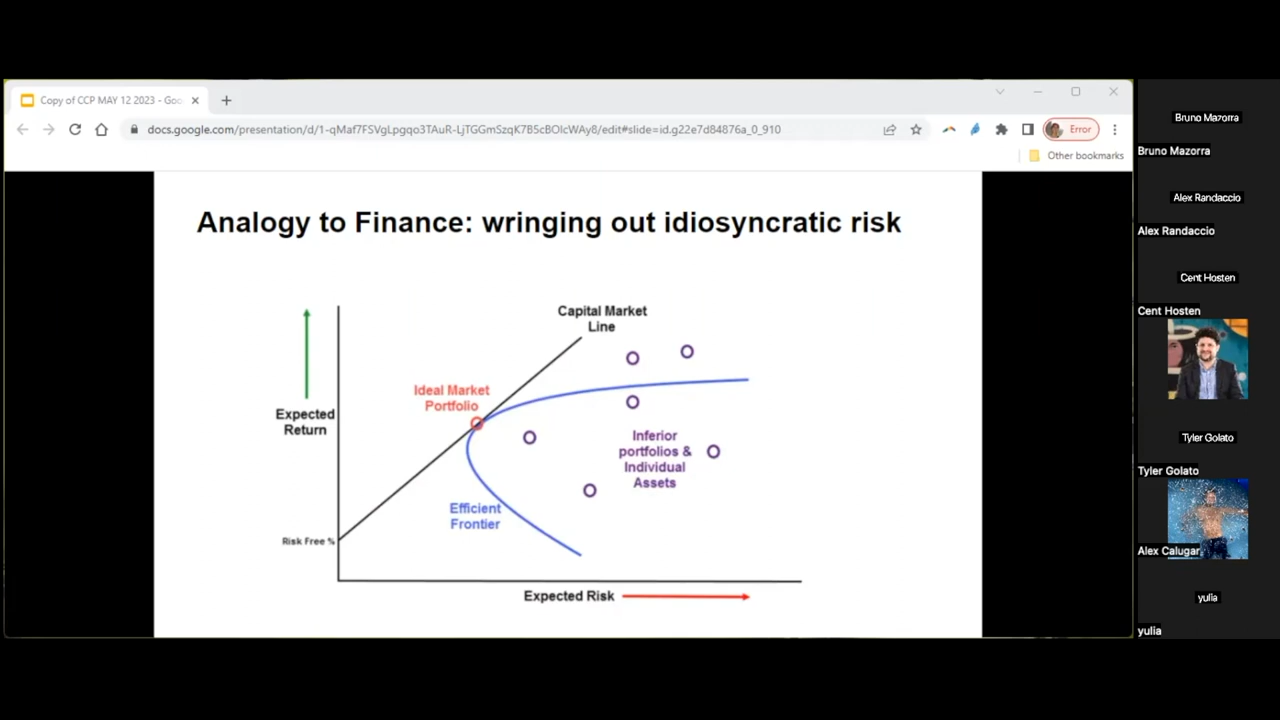 Copy of CCP MAY 12 2023 - Goo
docs.google.com/presentation/d/1-qMaf7FSVgLpgqo3TAuR-LjTGGmSzqK7B5cBOlcWAy8/edit#slide=id.g22e7d84876a_0_910
Error
Other bookmarks
Analogy to Finance: wringing out idiosyncratic risk
Capital Market
Line
Ideal Market
Portfolio
Expected
Return
Inferior
portfolios &
Individual
Assets
Efficient
Frontier
Risk Free %
Expected Risk
Bruno Mazorra
Bruno Mazorra
Alex Randaccio
Alex Randaccio
Cent Hosten
Cent Hosten
Tyler Golato
Tyler Golato
Alex Calugar
yulia
yulia